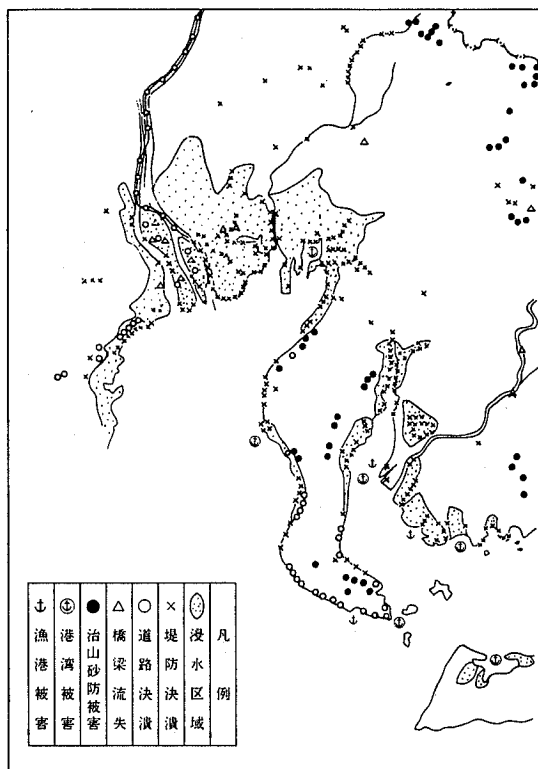 凡例
浸水区域
堤防決潰
道路決潰
橋梁流失
治山砂防被害
港湾被害
漁港被害